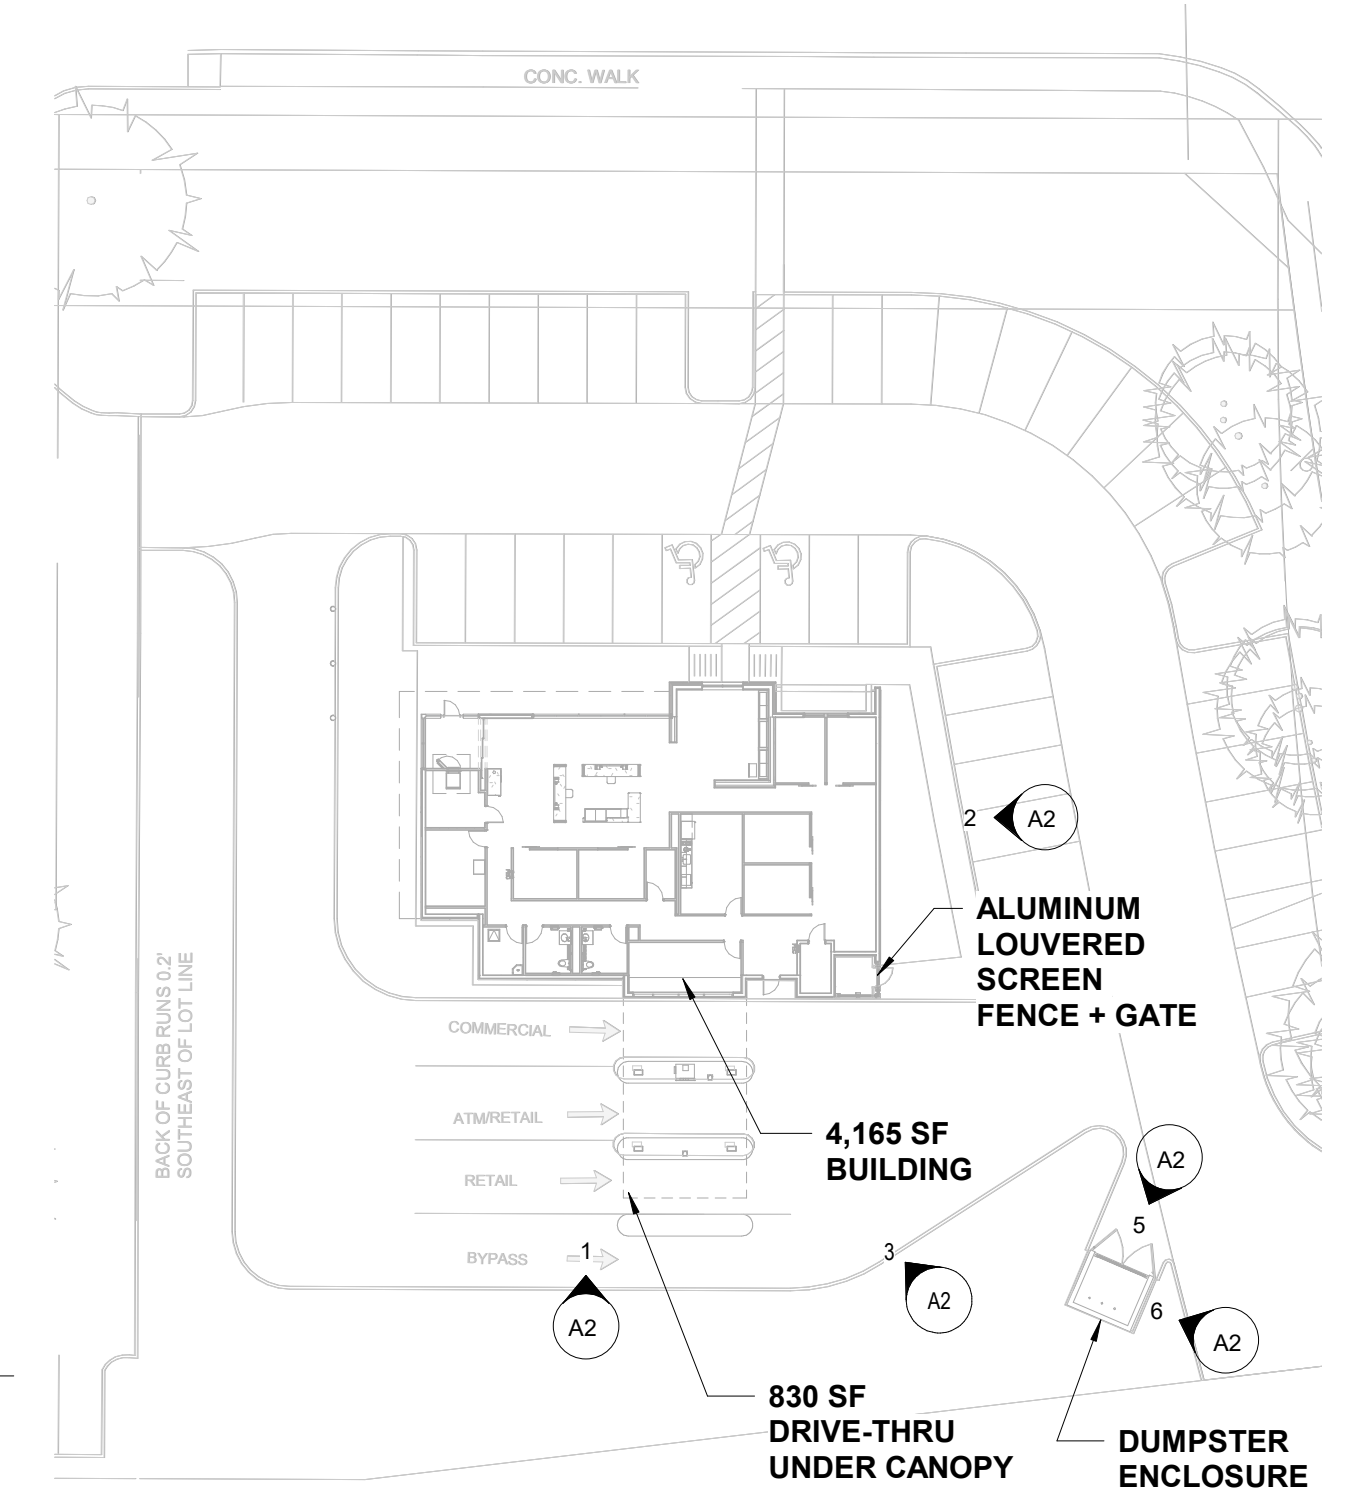 CONC. WALK
2
A2
ALUMINUM
LOUVERED
SCREEN
FENCE + GATE
BACK OF CURB RUNS 0.2'
SOUTHEAST OF LOT LINE
COMMERCIAL
ATM/RETAIL
RETAIL
BYPASS
4,165 SF
BUILDING
A2
5
1
A2
3
A2
6
A2
830 SF
DRIVE-THRU
UNDER CANOPY
DUMPSTER
ENCLOSURE